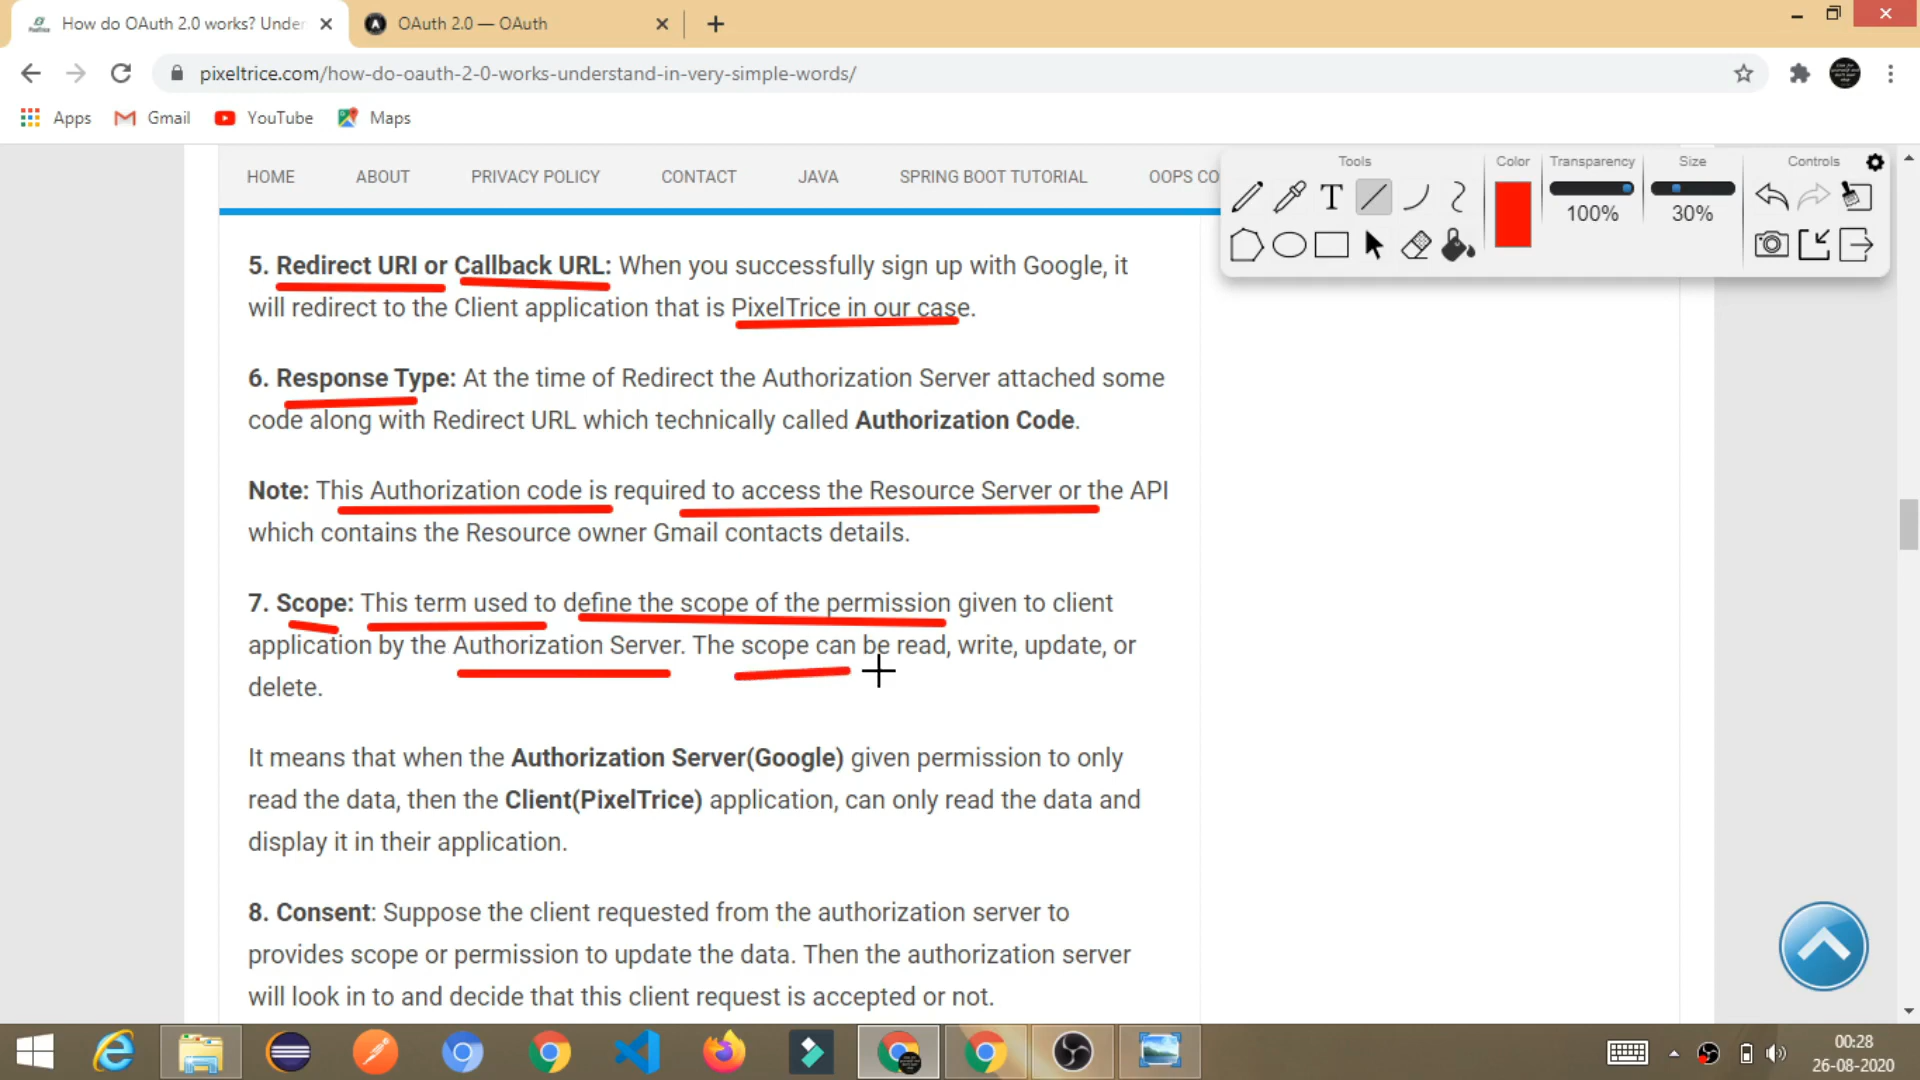 How do OAuth 2.0 works? Under
OAuth 2.0 — OAuth
pixeltrice.com/how-do-oauth-2-0-works-understand-in-very-simple-words/
Apps Gmail YouTube Maps
HOME ABOUT PRIVACY POLICY CONTACT JAVA SPRING BOOT TUTORIAL OOPS CO
Tools Color Transparency Size Controls
T
100% 30%
5. Redirect URI or Callback URL: When you successfully sign up with Google, it
will redirect to the Client application that is PixelTrice in our case.
6. Response Type: At the time of Redirect the Authorization Server attached some
code along with Redirect URL which technically called Authorization Code.
Note: This Authorization code is required to access the Resource Server or the API
which contains the Resource owner Gmail contacts details.
7. Scope: This term used to define the scope of the permission given to client
application by the Authorization Server. The scope can be read, write, update, or
delete.
It means that when the Authorization Server(Google) given permission to only
read the data, then the Client(PixelTrice) application, can only read the data and
display it in their application.
8. Consent: Suppose the client requested from the authorization server to
provides scope or permission to update the data. Then the authorization server
will look in to and decide that this client request is accepted or not.
00:28
26-08-2020